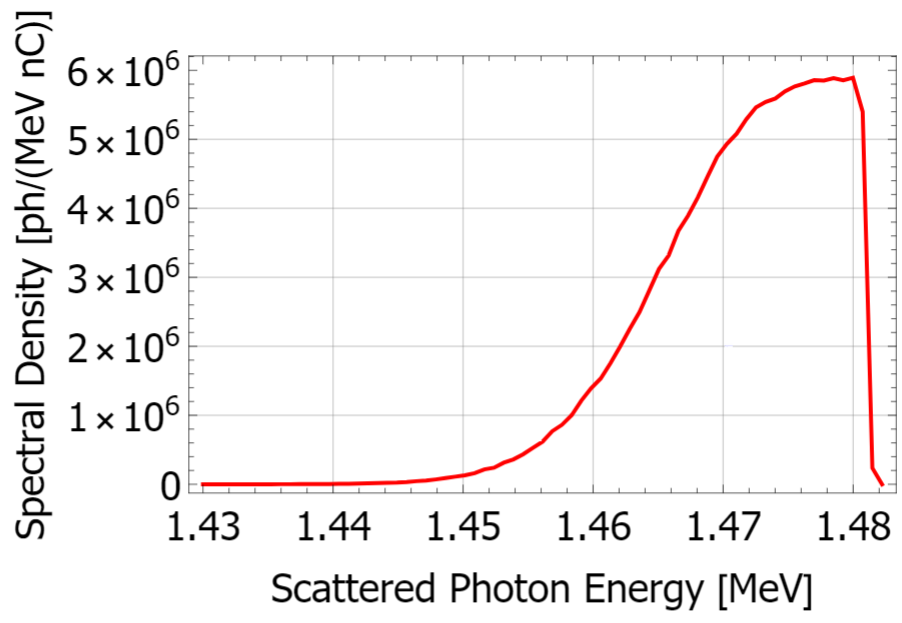 Spectral Density [ph/(MeV nC)]
6×10⁶
5×10⁶
4×10⁶
3×10⁶
2×10⁶
1×10⁶
0
1.43 1.44 1.45 1.46 1.47 1.48
Scattered Photon Energy [MeV]